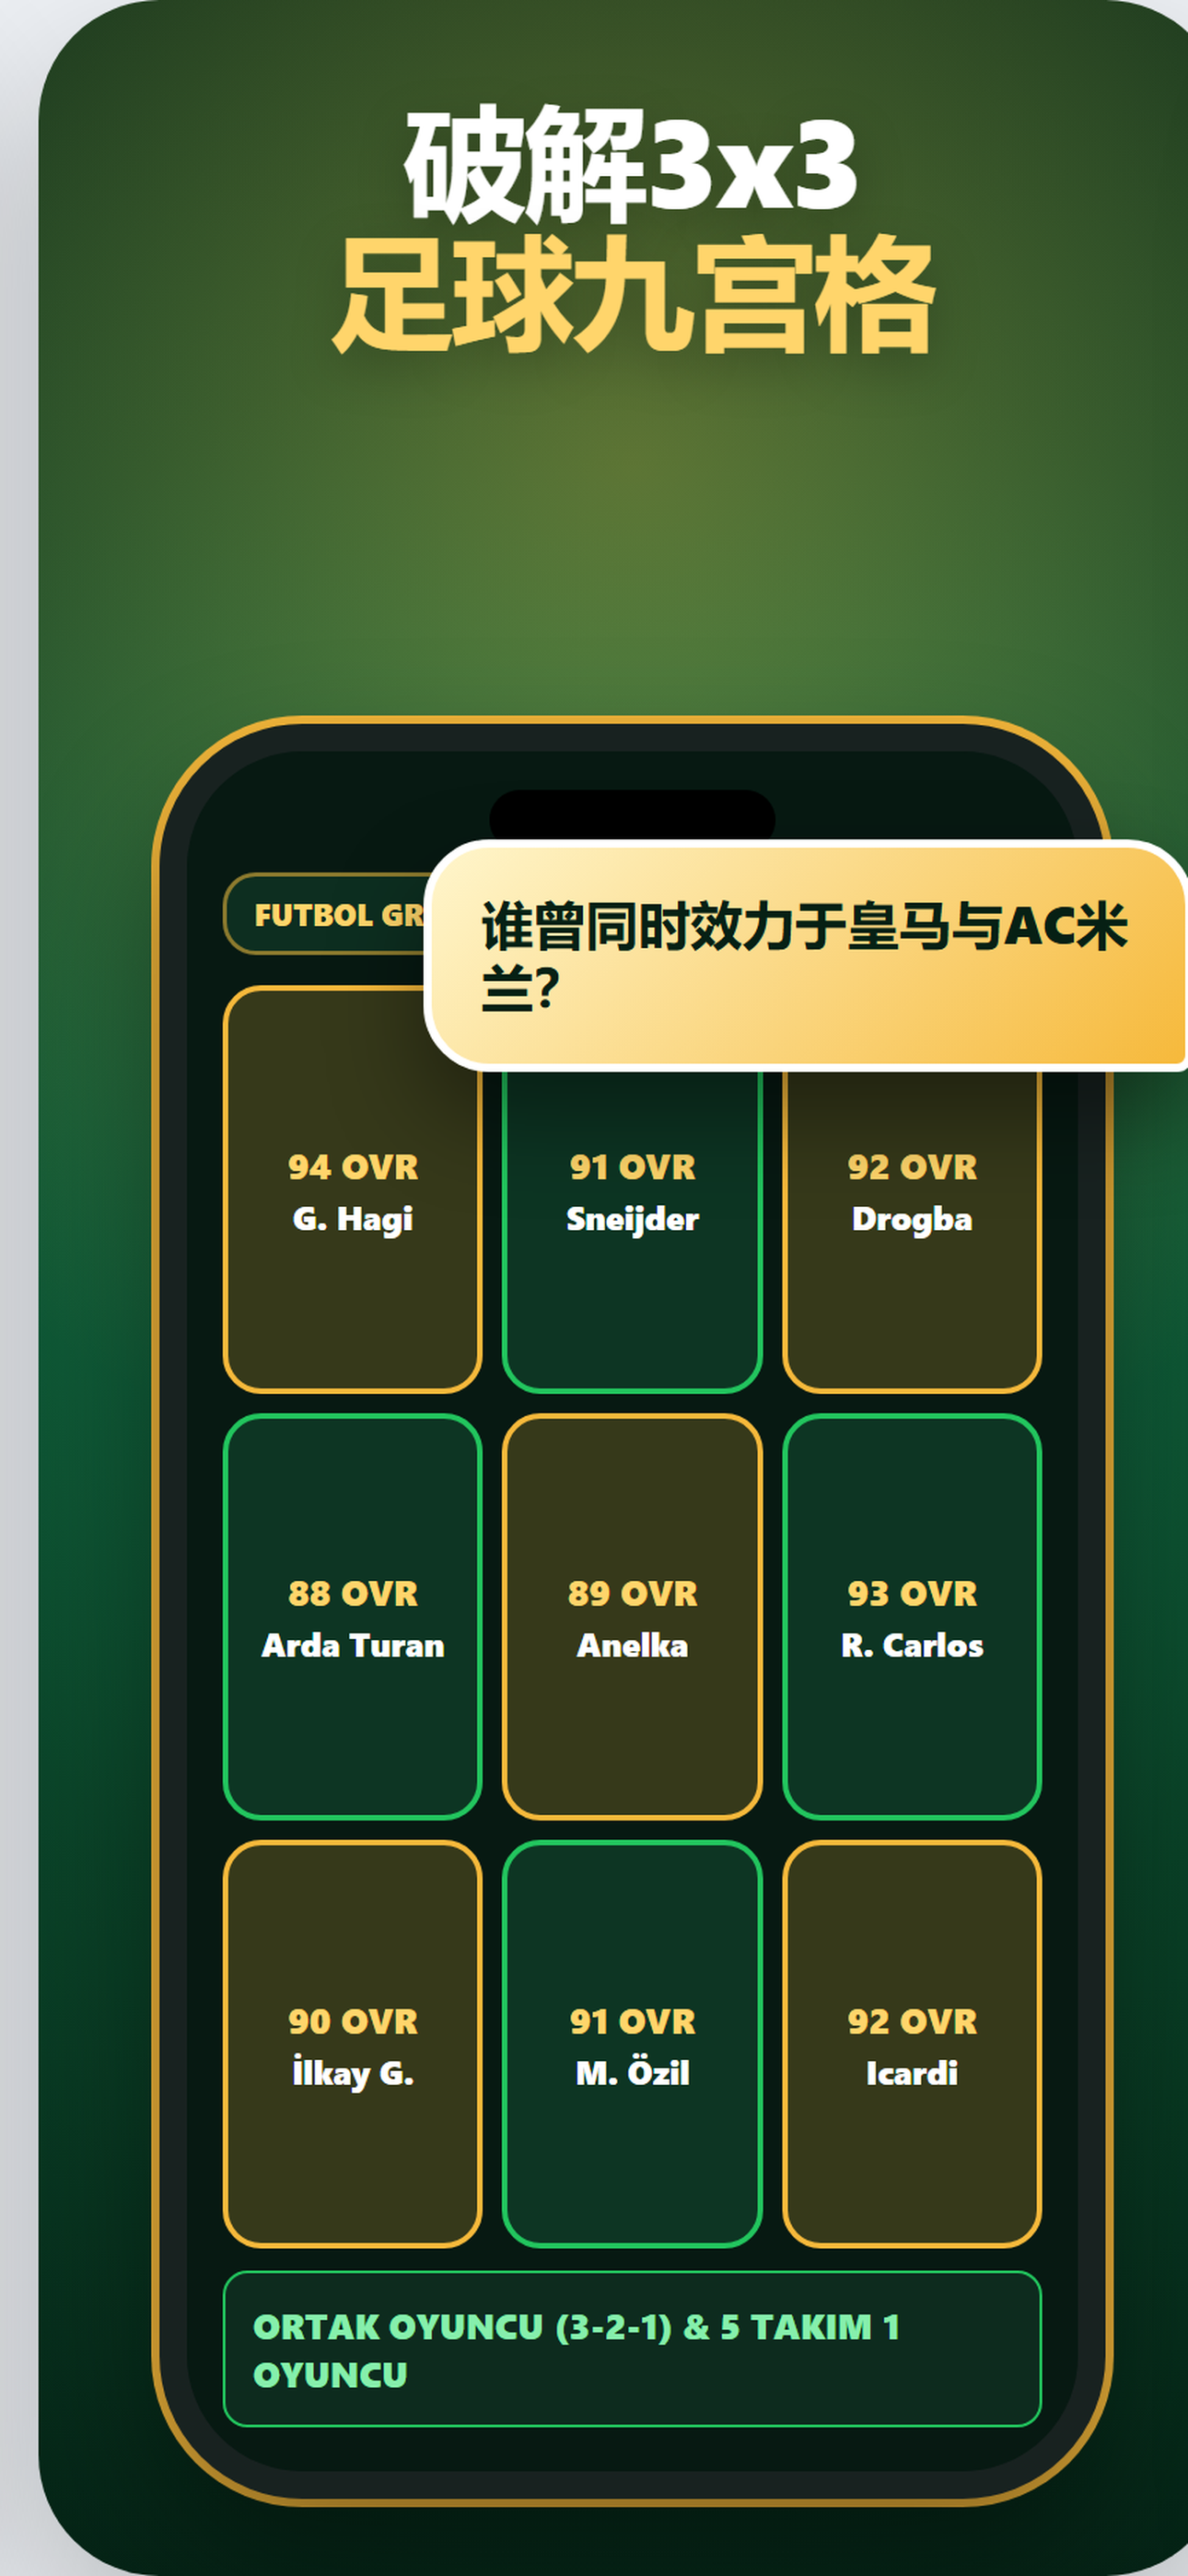 破解3x3
足球九宫格
FUTBOL
谁曾同时效力于皇马与AC米
兰？
94 OVR
G. Hagi
91 OVR
Sneijder
92 OVR
Drogba
88 OVR
Arda Turan
89 OVR
Anelka
93 OVR
R. Carlos
90 OVR
İlkay G.
91 OVR
M. Özil
92 OVR
Icardi
ORTAK OYUNCU (3-2-1) & 5 TAKIM 1
OYUNCU